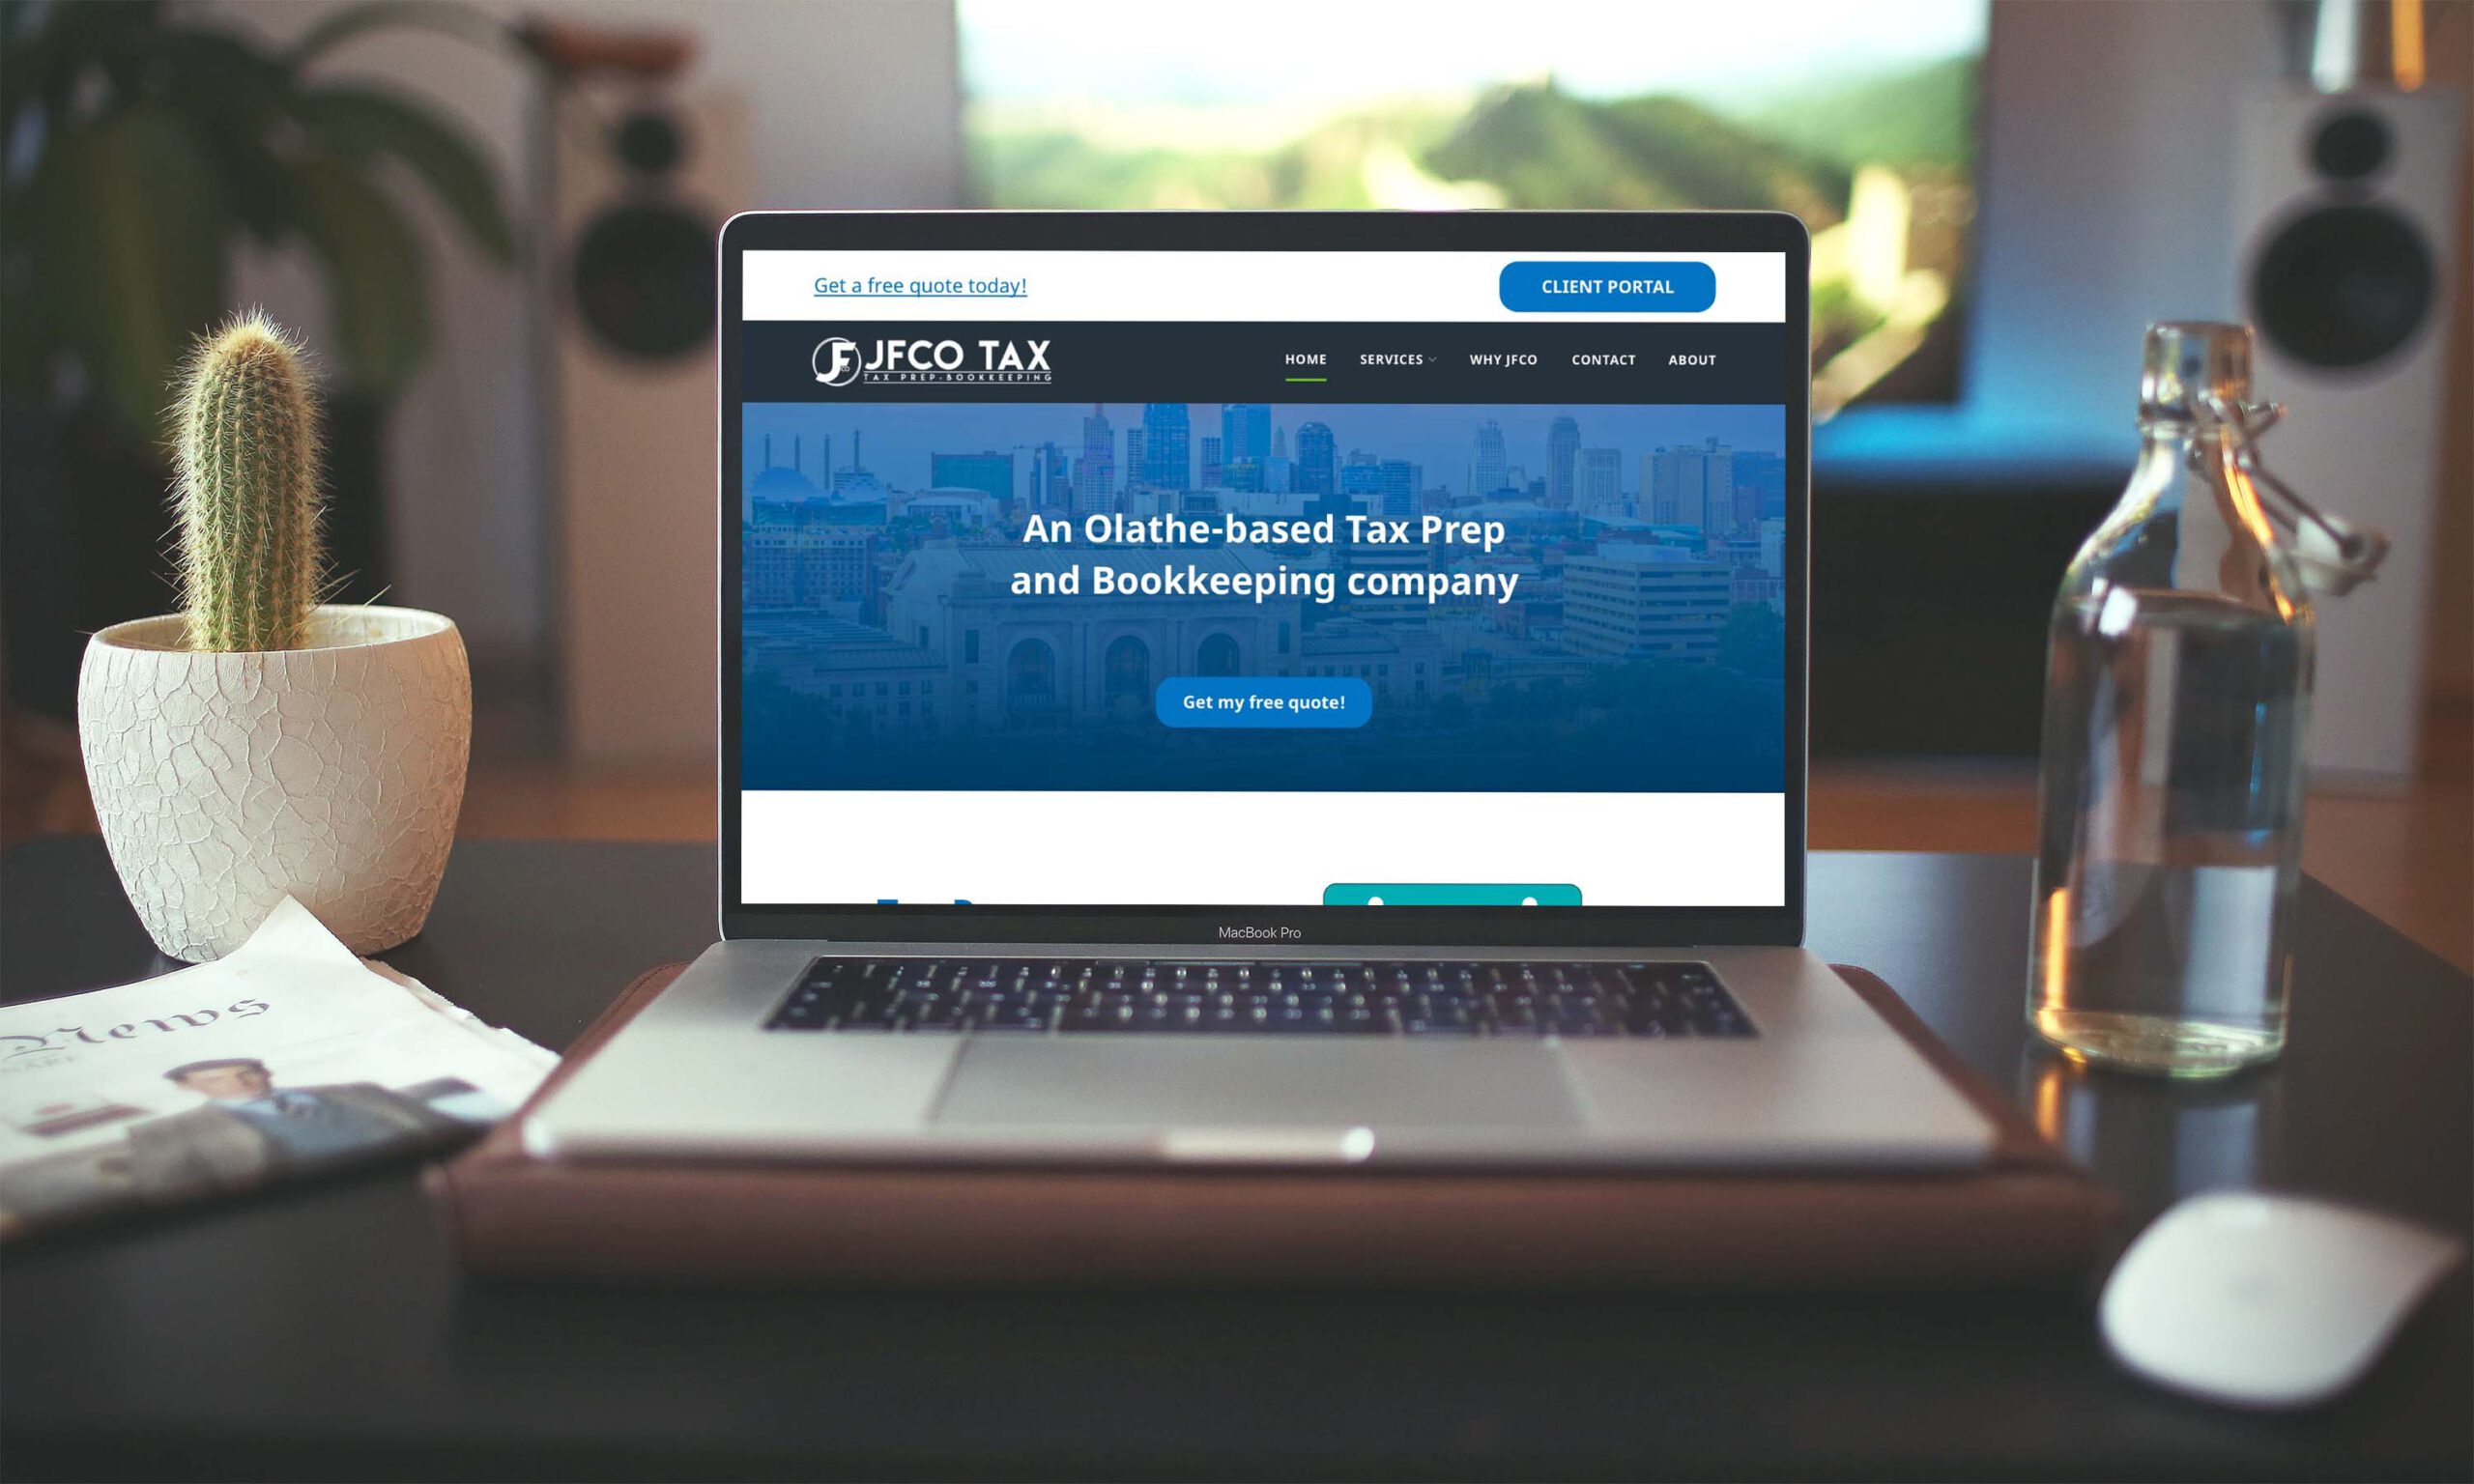 Get a free quote today!
CLIENT PORTAL
JFCO TAX
TAX PREP-BOOKKEEPING
HOME
SERVICES
WHY JFCO
CONTACT
ABOUT
An Olathe-based Tax Prep
and Bookkeeping company
Get my free quote!
MacBook Pro
News